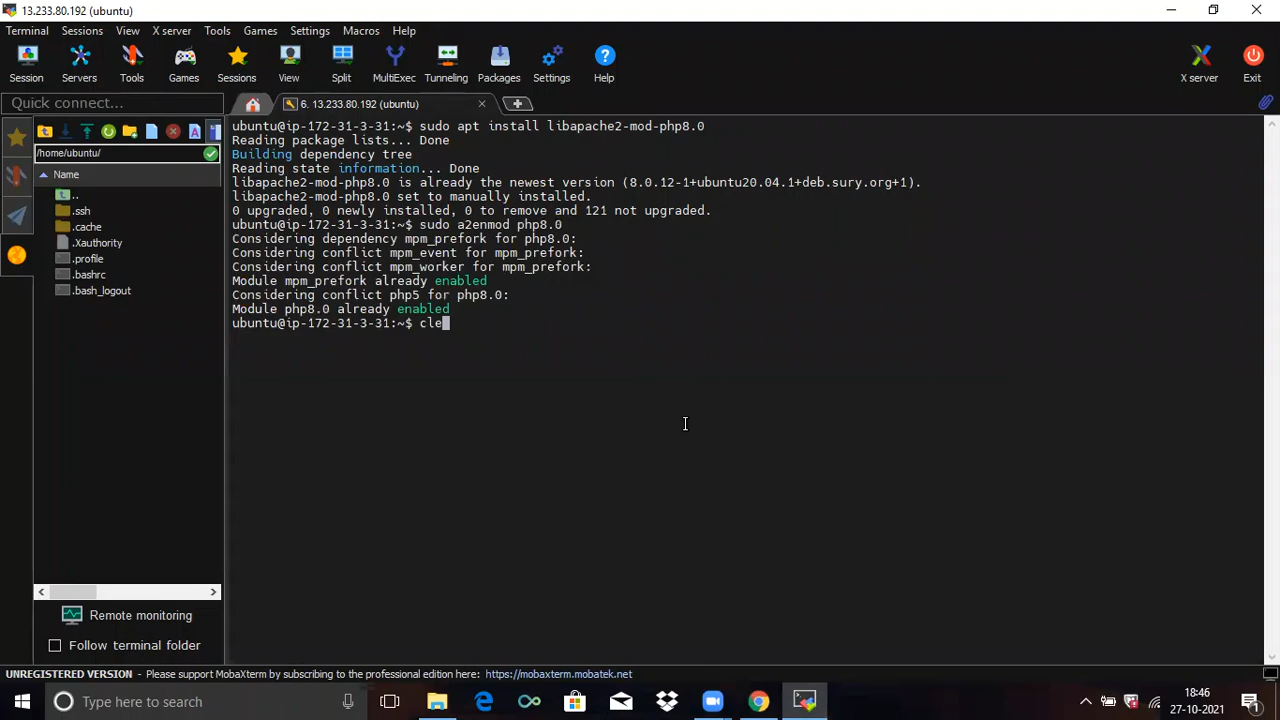 13.233.80.192 (ubuntu)
Terminal Sessions View X server Tools Games Settings Macros Help
Session Servers Tools Games Sessions View Split MultiExec Tunneling Packages Settings Help X server Exit
Quick connect...
6. 13.233.80.192 (ubuntu)
/home/ubuntu/
Name
..
.ssh
.cache
.Xauthority
.profile
.bashrc
.bash_logout
Remote monitoring
Follow terminal folder
ubuntu@ip-172-31-3-31:~$ sudo apt install libapache2-mod-php8.0
Reading package lists... Done
Building dependency tree
Reading state information... Done
libapache2-mod-php8.0 is already the newest version (8.0.12-1+ubuntu20.04.1+deb.sury.org+1).
libapache2-mod-php8.0 set to manually installed.
0 upgraded, 0 newly installed, 0 to remove and 121 not upgraded.
ubuntu@ip-172-31-3-31:~$ sudo a2enmod php8.0
Considering dependency mpm_prefork for php8.0:
Considering conflict mpm_event for mpm_prefork:
Considering conflict mpm_worker for mpm_prefork:
Module mpm_prefork already enabled
Considering conflict php5 for php8.0:
Module php8.0 already enabled
ubuntu@ip-172-31-3-31:~$ cle
UNREGISTERED VERSION - Please support MobaXterm by subscribing to the professional edition here: https://mobaxterm.mobatek.net
Type here to search
18:46
27-10-2021
1